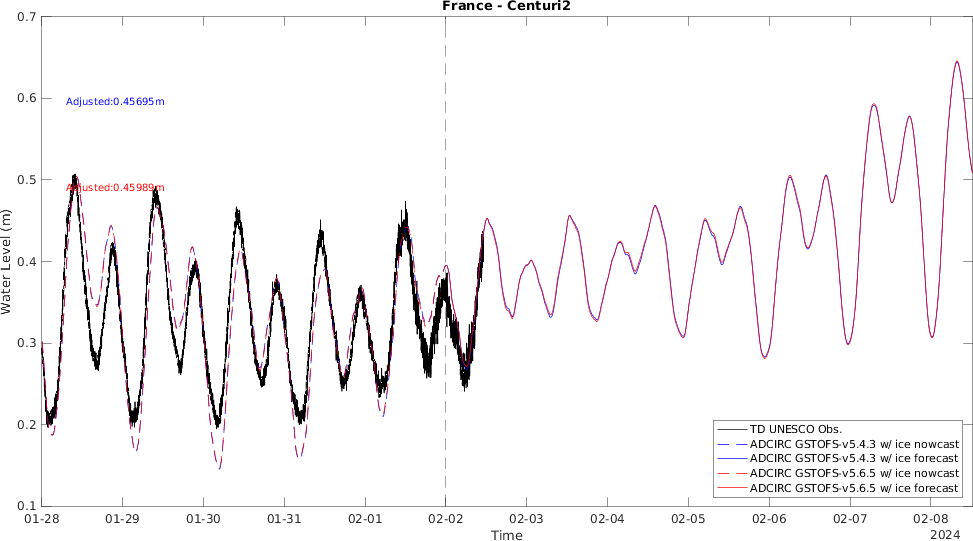 France - Centuri2
0.7
0.6
0.5
0.4
0.3
0.2
0.1
Water Level (m)
Adjusted:0.45695m
Adjusted:0.45989m
TD UNESCO Obs.
ADCIRC GSTOFS-v5.4.3 w/ ice nowcast
ADCIRC GSTOFS-v5.4.3 w/ ice forecast
ADCIRC GSTOFS-v5.6.5 w/ ice nowcast
ADCIRC GSTOFS-v5.6.5 w/ ice forecast
01-28 01-29 01-30 01-31 02-01 02-02 02-03 02-04 02-05 02-06 02-07 02-08
Time
2024